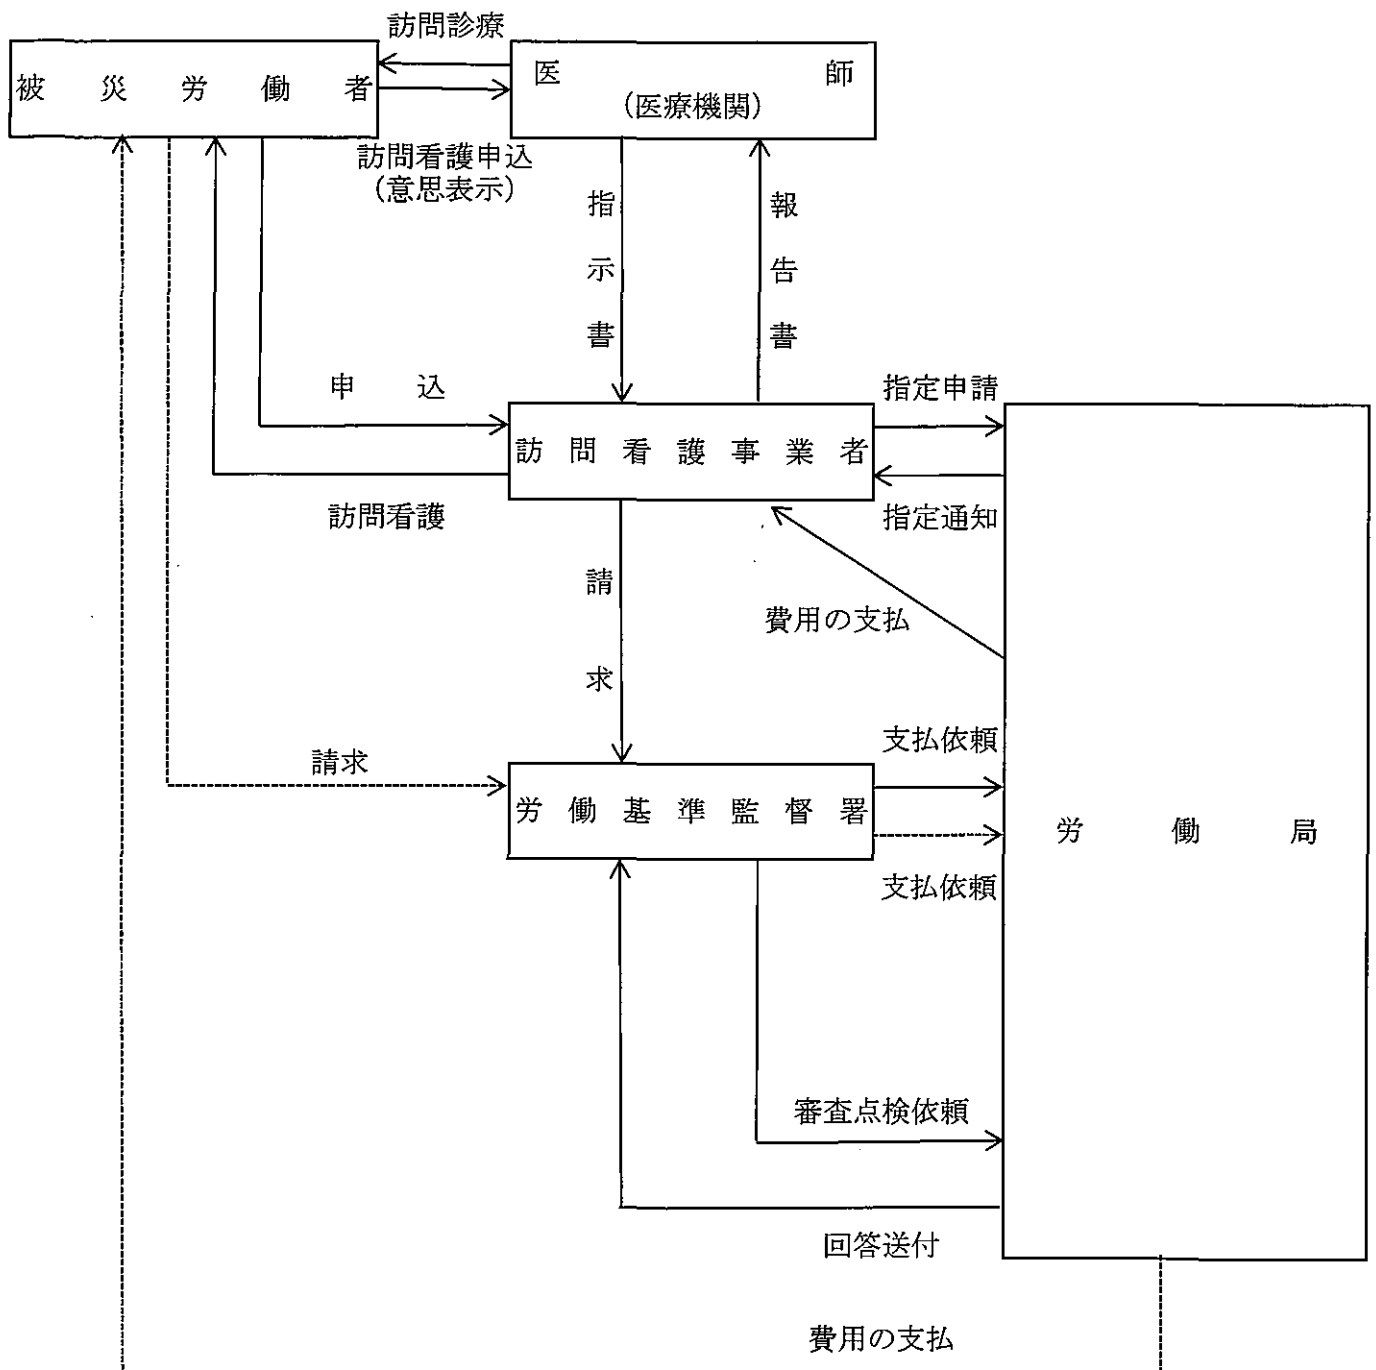 訪問診療
被災労働者
医師
（医療機関）
訪問看護申込
（意思表示）
指示書
報告書
申込
指定申請
訪問看護事業者
訪問看護
指定通知
請求
費用の支払
請求
支払依頼
労働基準監督署
労働局
支払依頼
審査点検依頼
回答送付
費用の支払